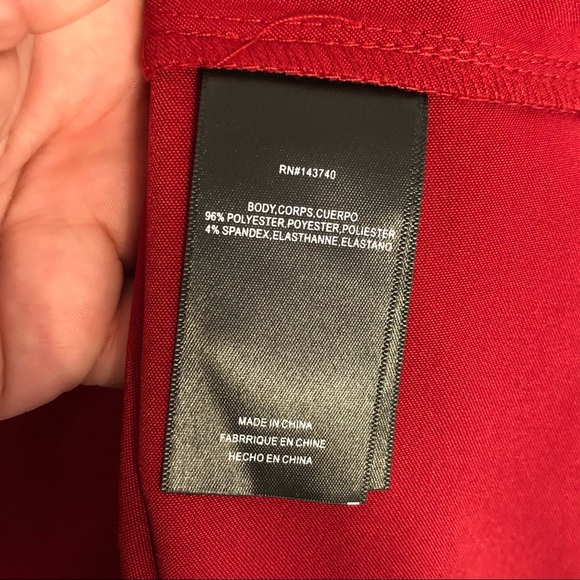 RN#143740
BODY,CORPS,CUERPO
96% POLYESTER,POYESTER,POLIESTER
4% SPANDEX,ELASTHANNE,ELASTANO
MADE IN CHINA
FABRRIQUE EN CHINE
HECHO EN CHINA